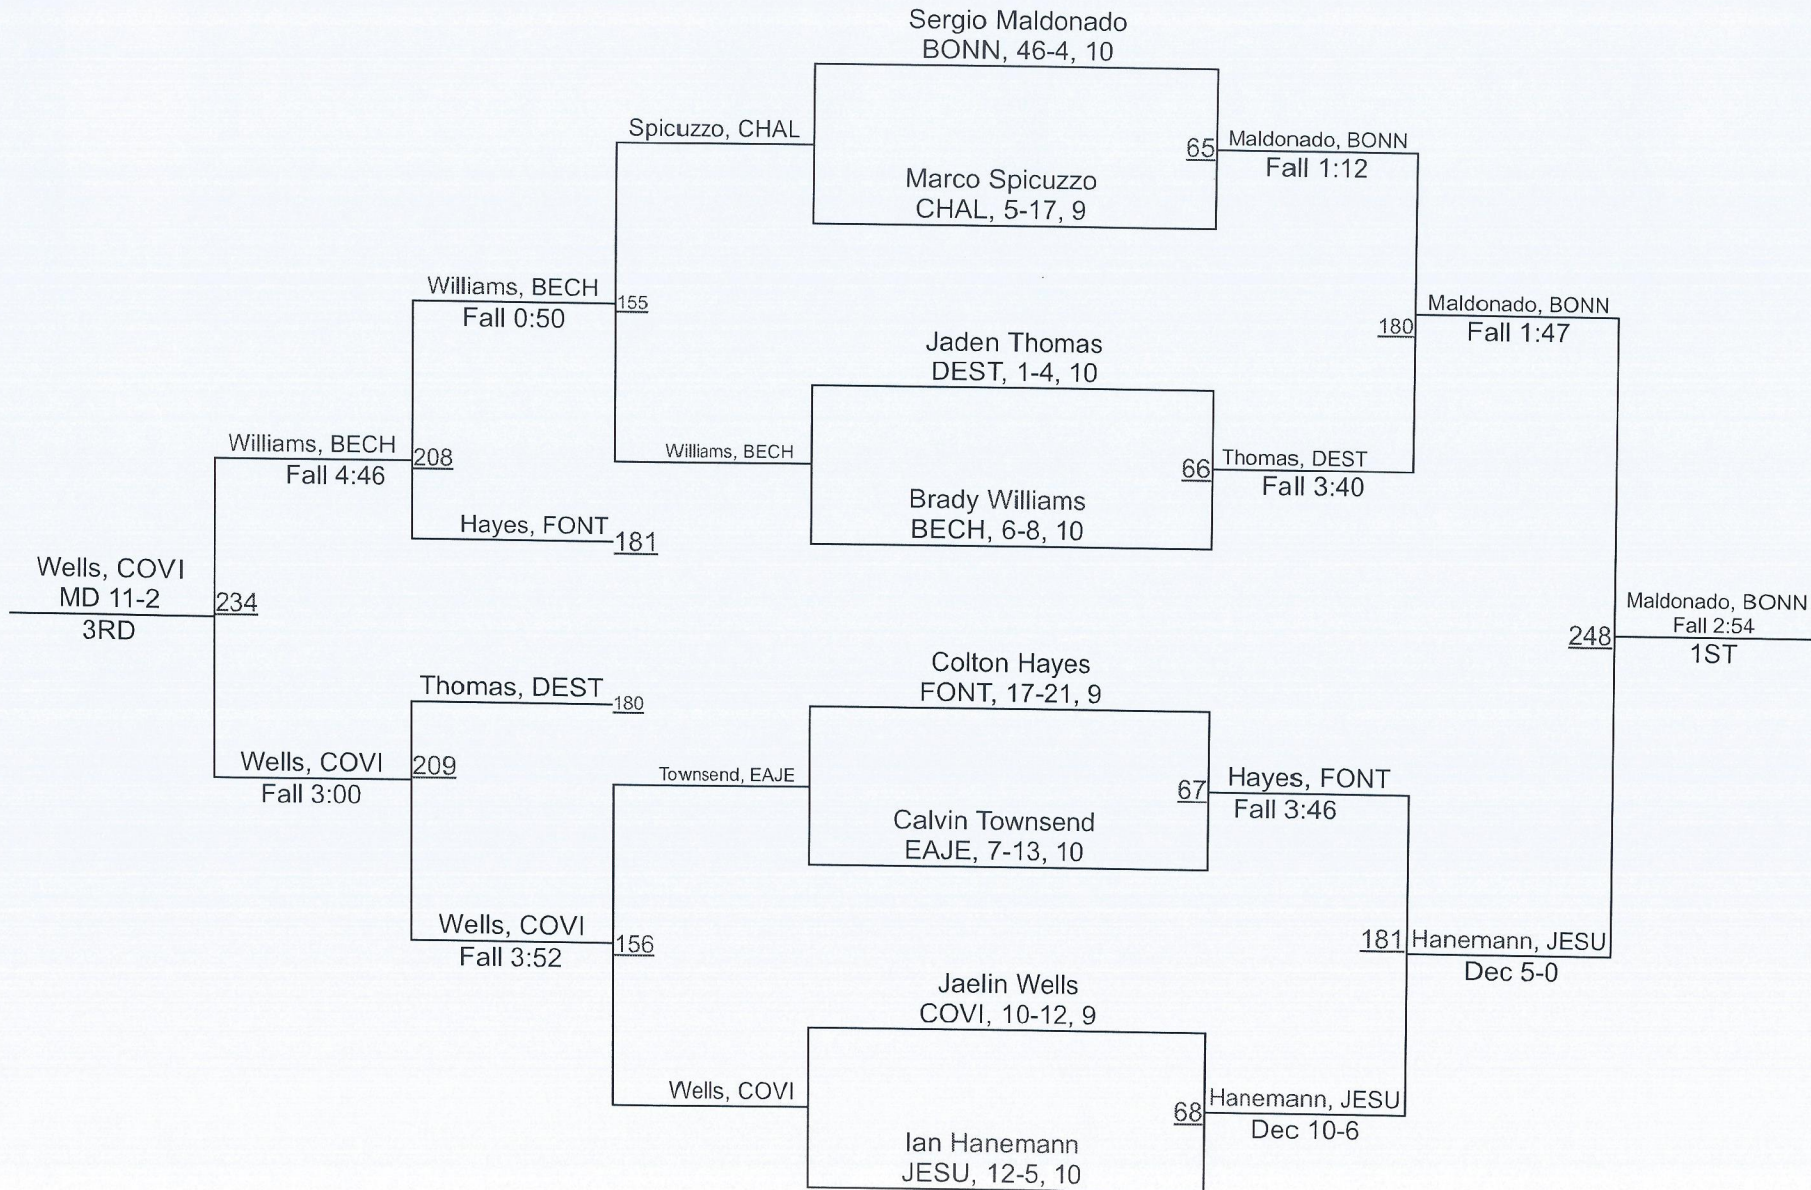 Sergio Maldonado
BONN, 46-4, 10
Spicuzzo, CHAL
65
Maldonado, BONN
Fall 1:12
Marco Spicuzzo
CHAL, 5-17, 9
Williams, BECH
Fall 0:50
155
Maldonado, BONN
Fall 1:47
180
Jaden Thomas
DEST, 1-4, 10
Williams, BECH
Fall 4:46
208
Williams, BECH
66
Thomas, DEST
Fall 3:40
Brady Williams
BECH, 6-8, 10
Hayes, FONT
181
Wells, COVI
MD 11-2
3RD
234
Maldonado, BONN
Fall 2:54
1ST
248
Colton Hayes
FONT, 17-21, 9
Thomas, DEST
180
Wells, COVI
Fall 3:00
209
Townsend, EAJE
67
Hayes, FONT
Fall 3:46
Calvin Townsend
EAJE, 7-13, 10
Wells, COVI
Fall 3:52
156
181
Hanemann, JESU
Dec 5-0
Jaelin Wells
COVI, 10-12, 9
Wells, COVI
68
Hanemann, JESU
Dec 10-6
Ian Hanemann
JESU, 12-5, 10